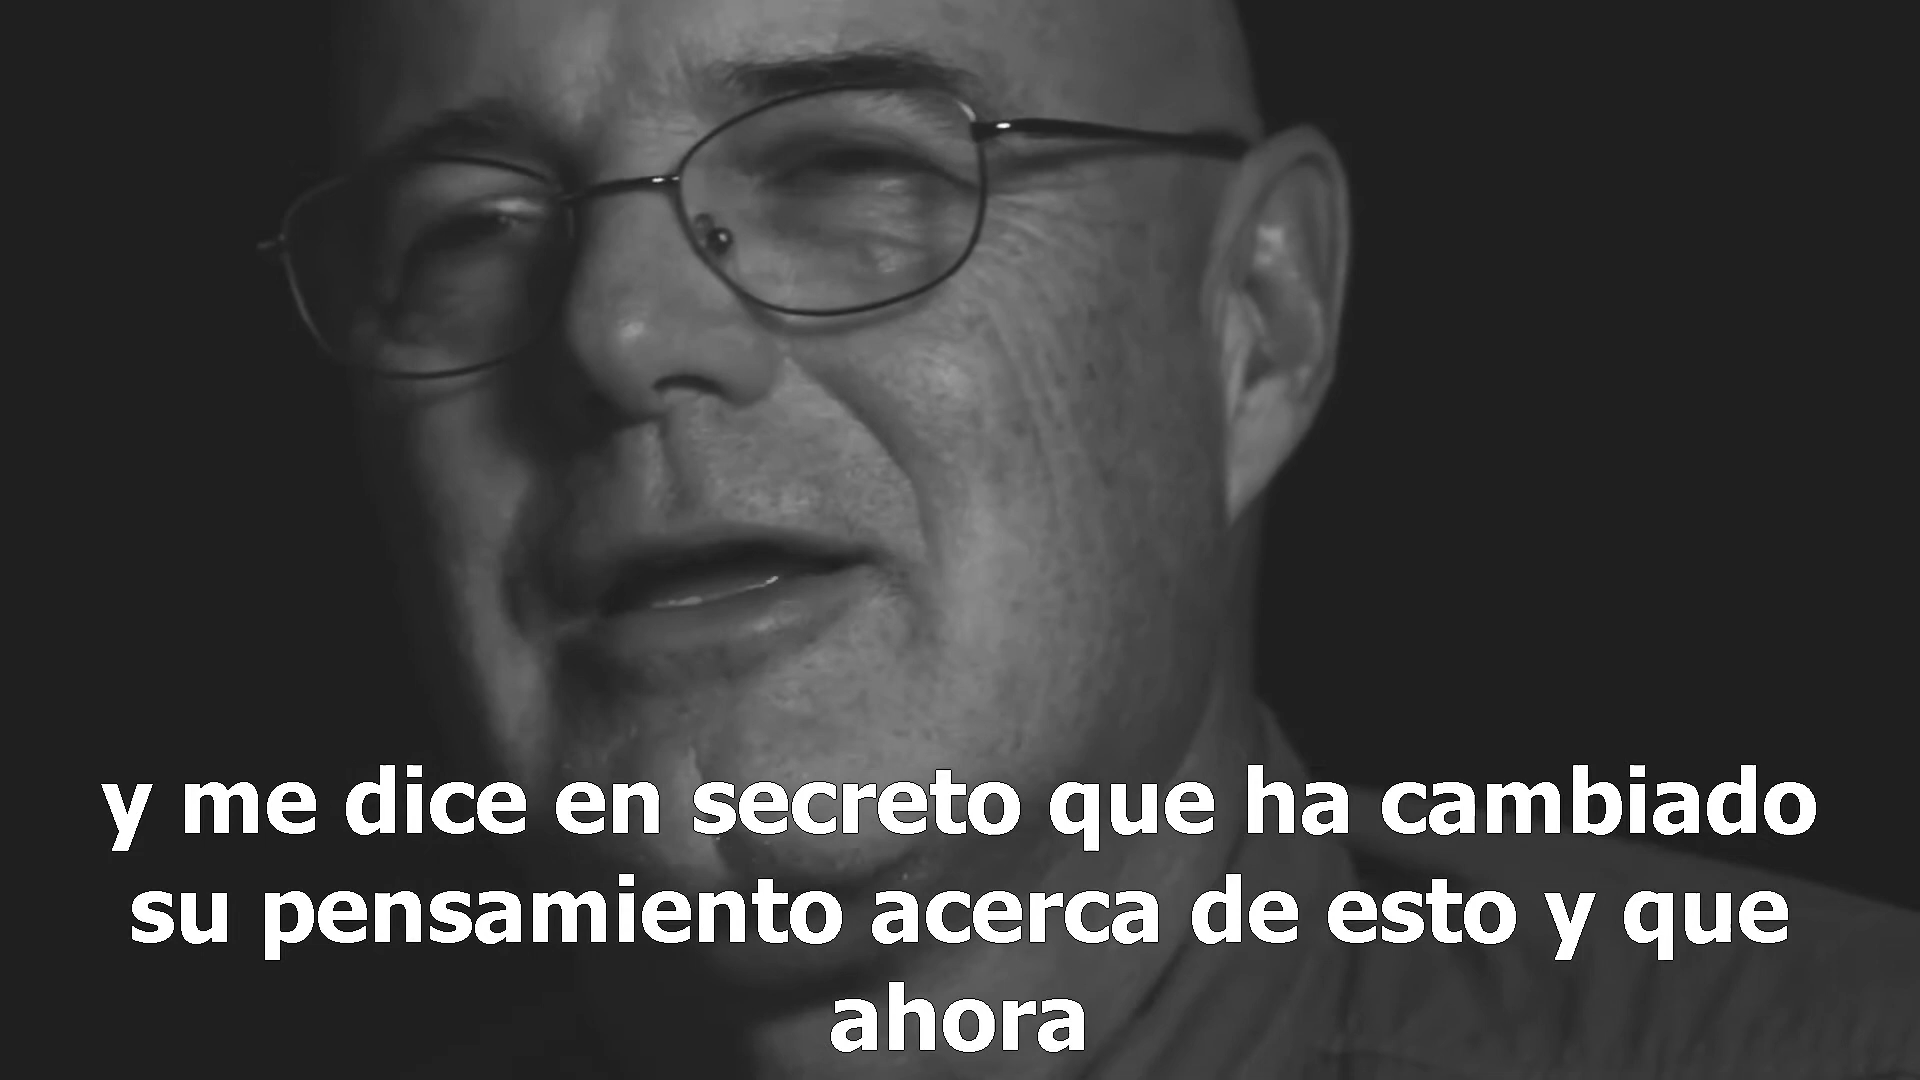 y me dice en secreto que ha cambiado
su pensamiento acerca de esto y que
ahora